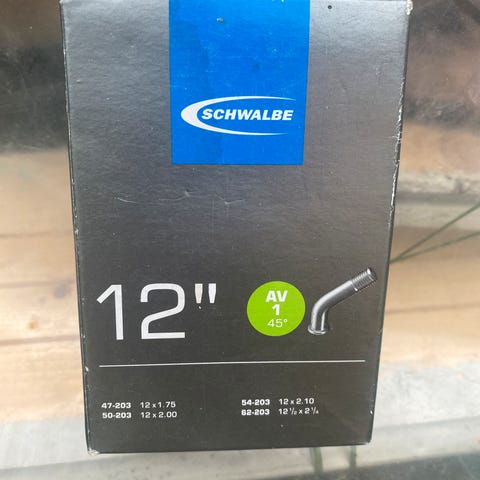 SCHWALBE
12"
AV
1
45°
47-203 12 x 1.75
50-203 12 x 2.00
54-203 12 x 2.10
62-203 12 1/2 x 2 1/4